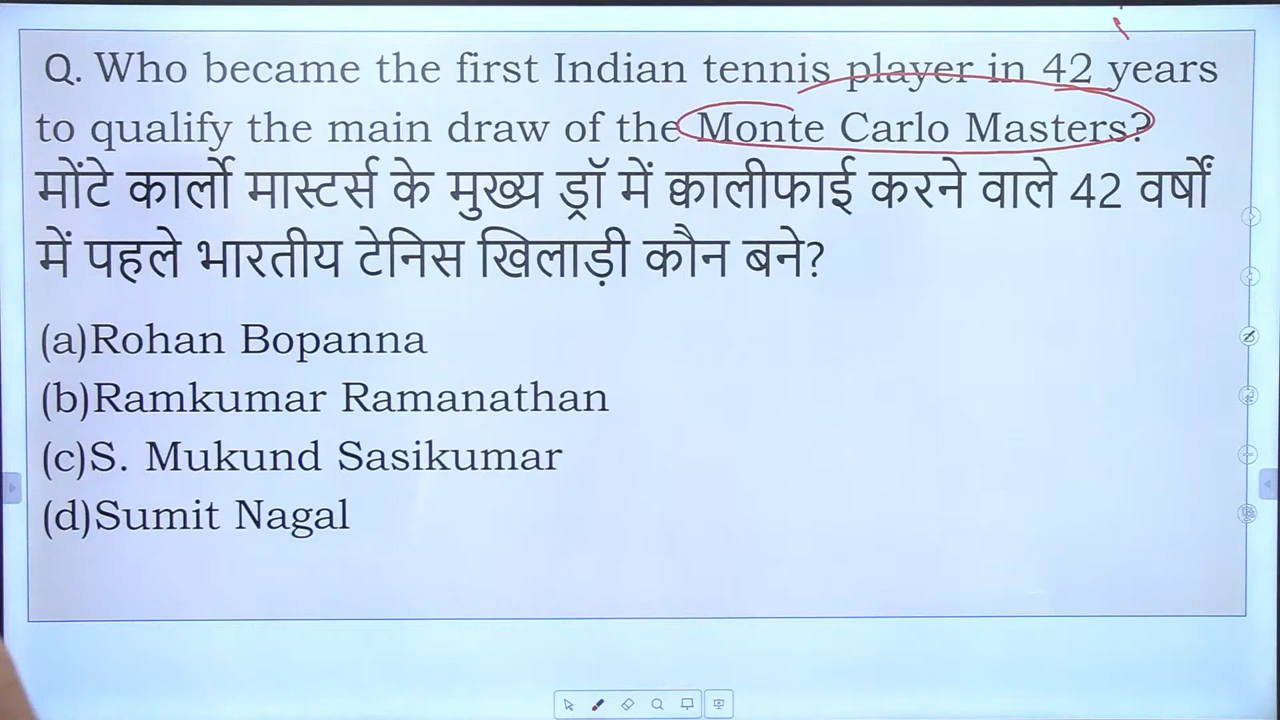 Q. Who became the first Indian tennis player in 42 years
to qualify the main draw of the Monte Carlo Masters?
मोंटे कार्लो मास्टर्स के मुख्य ड्रॉ में क्वालीफाई करने वाले 42 वर्षों
में पहले भारतीय टेनिस खिलाड़ी कौन बने?
(a)Rohan Bopanna
(b)Ramkumar Ramanathan
(c)S. Mukund Sasikumar
(d)Sumit Nagal